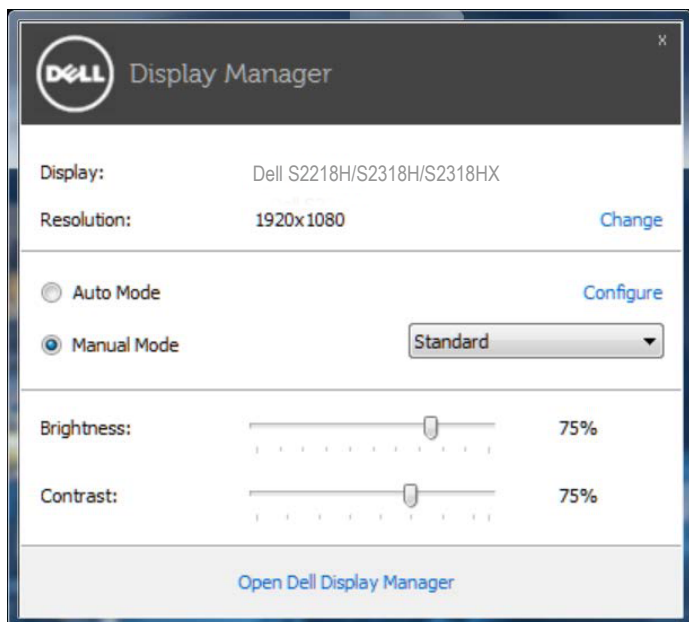 DELL Display Manager x
Display: Dell S2218H/S2318H/S2318HX
Resolution: 1920x1080 Change
Auto Mode Configure
Manual Mode Standard
Brightness: 75%
Contrast: 75%
Open Dell Display Manager